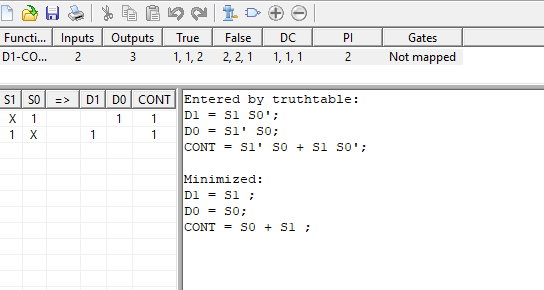 Functi... Inputs Outputs True False DC PI Gates
D1-CO... 2 3 1, 1, 2 2, 2, 1 1, 1, 1 2 Not mapped
S1 S0 => D1 D0 CONT
X 1 1 1
1 X 1 1
Entered by truthtable:
D1 = S1 S0';
D0 = S1' S0;
CONT = S1' S0 + S1 S0';
Minimized:
D1 = S1 ;
D0 = S0;
CONT = S0 + S1 ;